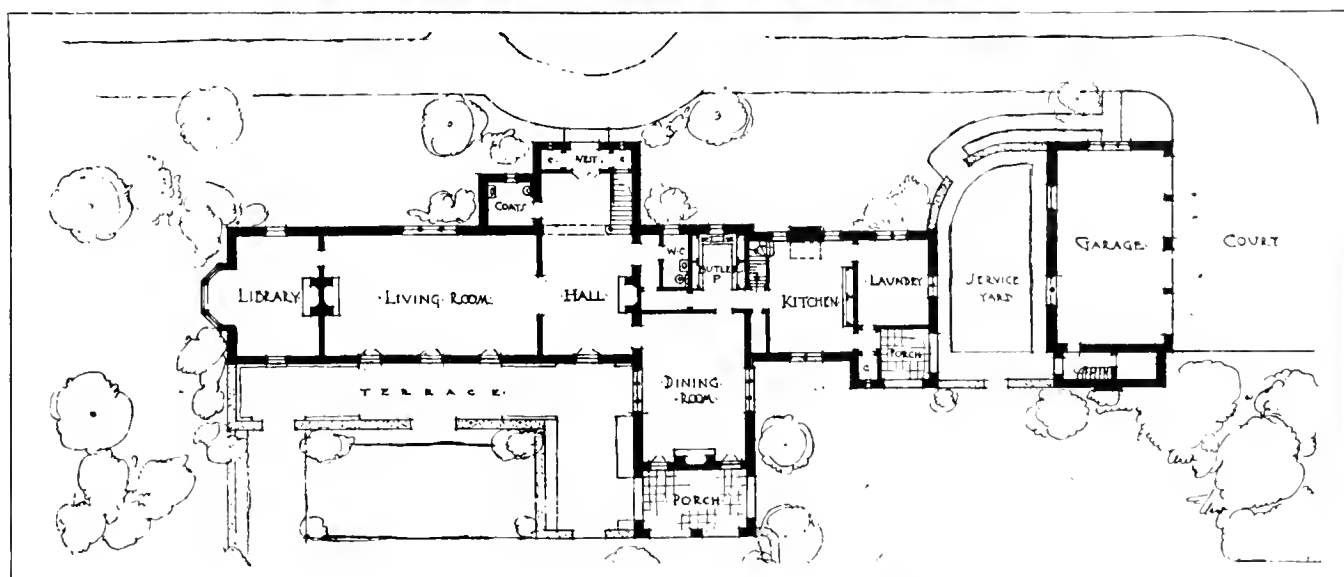 C.
VEST.
C
COATS
W.C
BUTLER
P
LIBRARY
·LIVING ROOM·
·HALL·
KITCHEN
LAUNDRY
SERVICE
YARD
GARAGE·
COURT
PORCH
C
TERRACE·
DINING
·ROOM·
PORCH